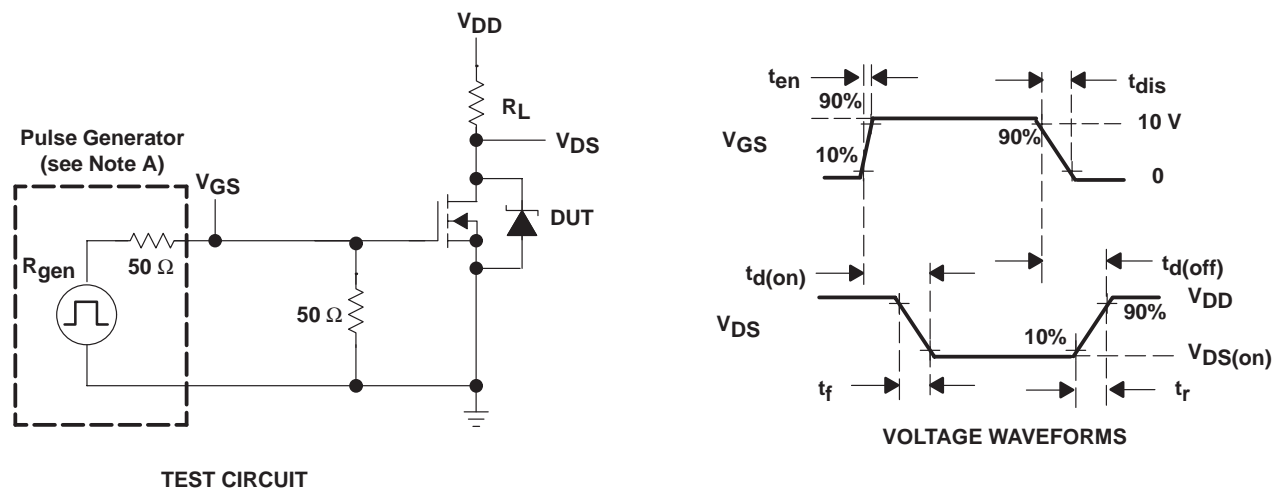 VDD
RL
VDS
Pulse Generator
(see Note A)
VGS
DUT
Rgen
50 Ω
50 Ω
TEST CIRCUIT
ten
tdis
90%
10 V
VGS
90%
10%
0
td(on)
td(off)
VDD
VDS
10%
90%
VDS(on)
tf
tr
VOLTAGE WAVEFORMS